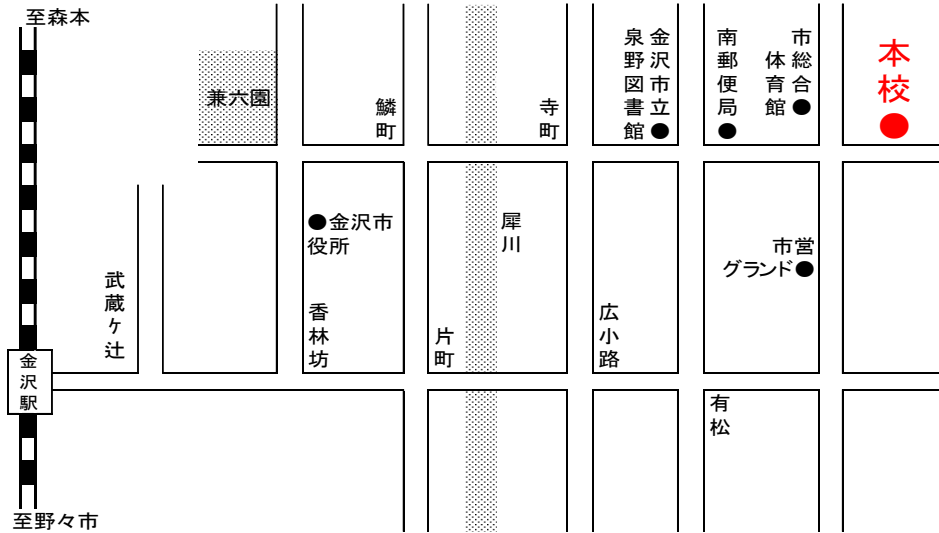 至森本
兼六園
鱗町
寺町
金沢市立
泉野図書館
南郵便局
市総合
体育館
本校
金沢市
役所
犀川
市営
グランド
武蔵ヶ辻
香林坊
片町
広小路
金沢駅
有松
至野々市